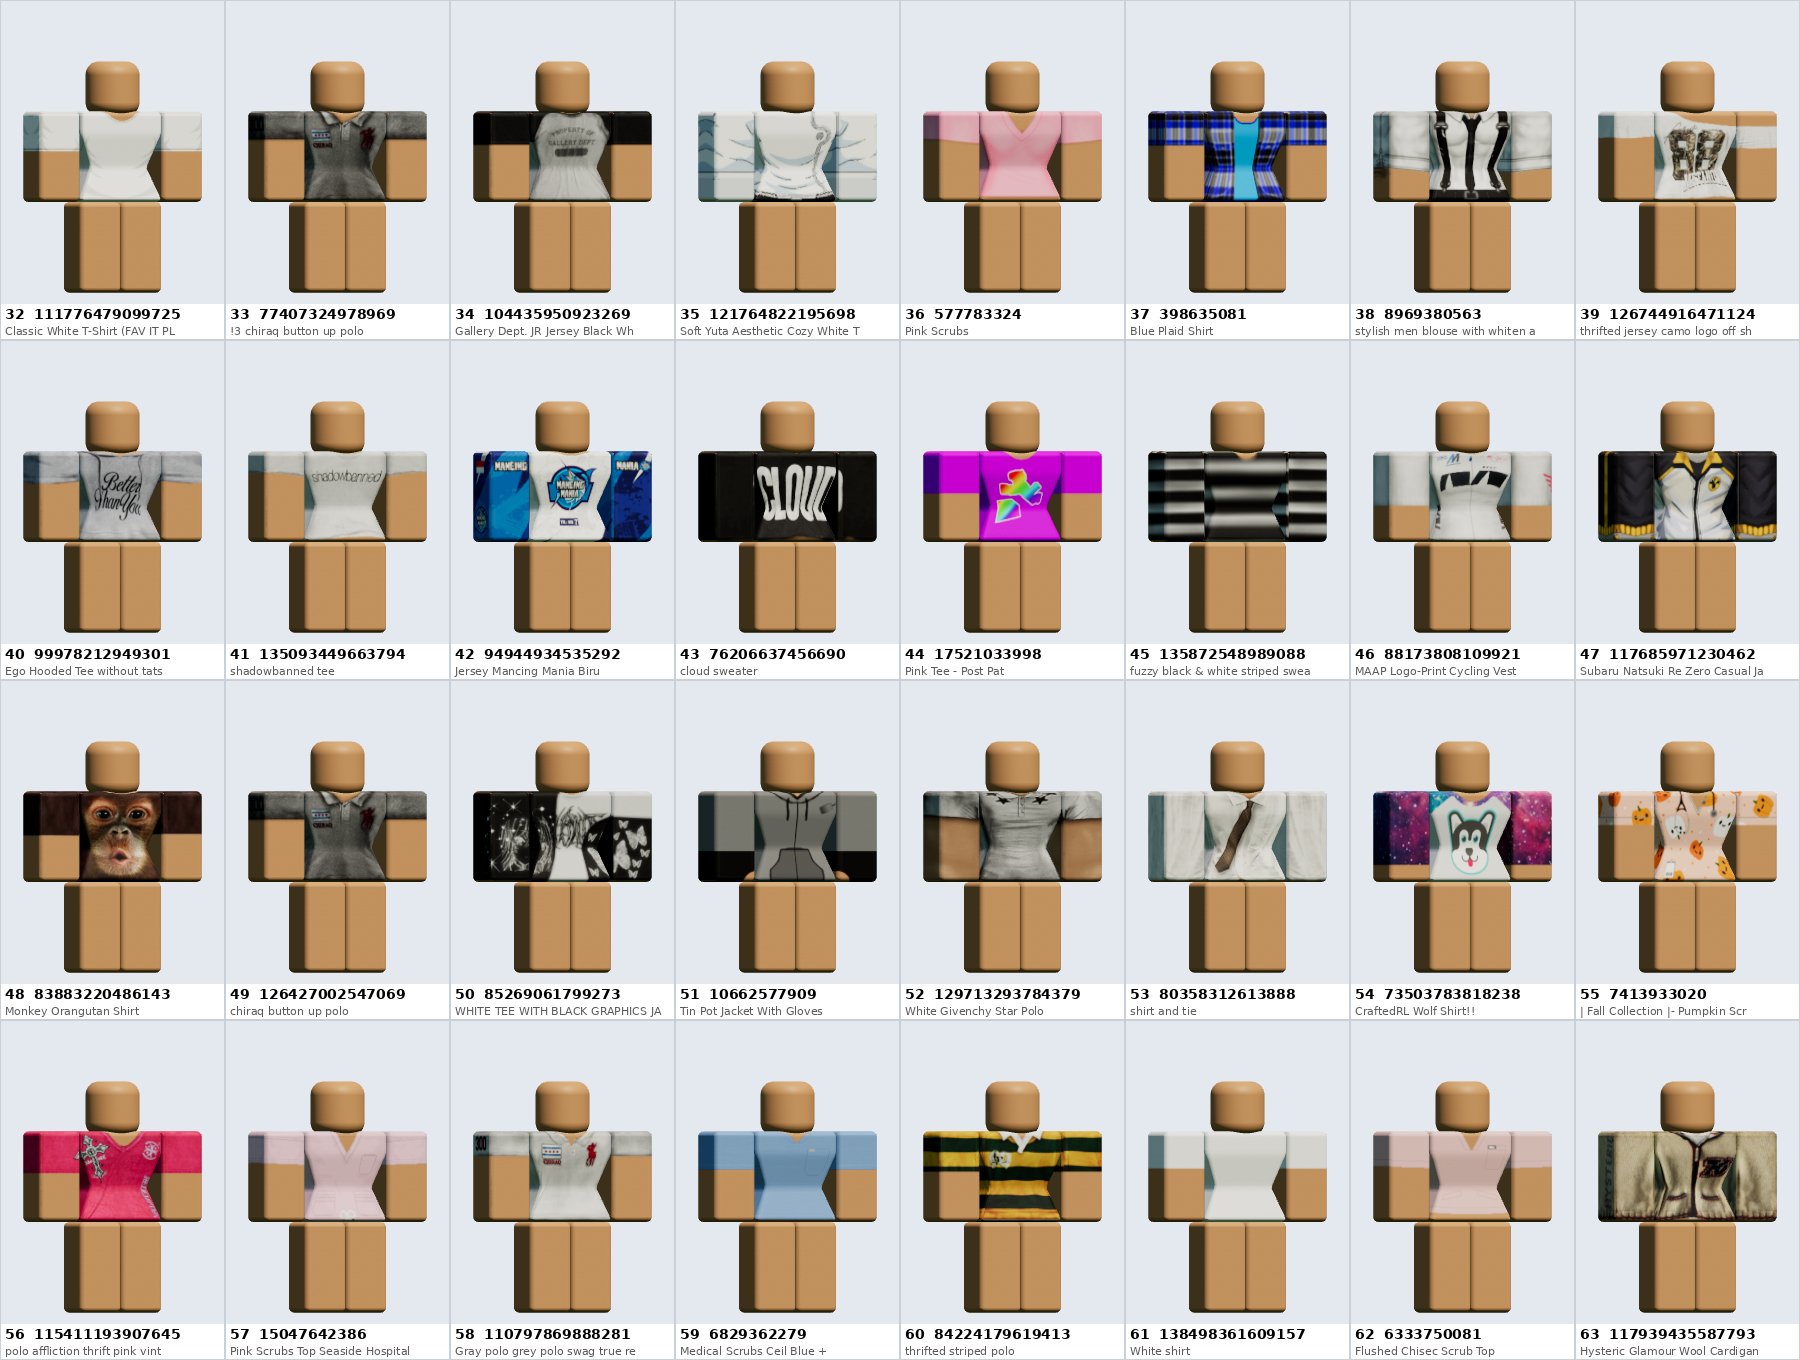 PROPERTY OF
GALLERY DEPT
88
32 111776479099725
Classic White T-Shirt (FAV IT PL
33 77407324978969
!3 chiraq button up polo
34 104435950923269
Gallery Dept. JR Jersey Black Wh
35 121764822195698
Soft Yuta Aesthetic Cozy White T
36 577783324
Pink Scrubs
37 398635081
Blue Plaid Shirt
38 8969380563
stylish men blouse with whiten a
39 126744916471124
thrifted jersey camo logo off sh
Better
Than You
shadowbanned
MANCING
MANIA
MANCING
MANIA
CLOUD
40 99978212949301
Ego Hooded Tee without tats
41 135093449663794
shadowbanned tee
42 94944934535292
Jersey Mancing Mania Biru
43 76206637456690
cloud sweater
44 17521033998
Pink Tee - Post Pat
45 135872548989088
fuzzy black & white striped swea
46 88173808109921
MAAP Logo-Print Cycling Vest
47 117685971230462
Subaru Natsuki Re Zero Casual Ja
48 83883220486143
Monkey Orangutan Shirt
49 126427002547069
chiraq button up polo
50 85269061799273
WHITE TEE WITH BLACK GRAPHICS JA
51 10662577909
Tin Pot Jacket With Gloves
52 129713293784379
White Givenchy Star Polo
53 80358312613888
shirt and tie
54 73503783818238
CraftedRL Wolf Shirt!!
55 7413933020
| Fall Collection |- Pumpkin Scr
300
56 115411193907645
polo affliction thrift pink vint
57 15047642386
Pink Scrubs Top Seaside Hospital
58 110797869888281
Gray polo grey polo swag true re
59 6829362279
Medical Scrubs Ceil Blue +
60 84224179619413
thrifted striped polo
61 138498361609157
White shirt
62 6333750081
Flushed Chisec Scrub Top
63 117939435587793
Hysteric Glamour Wool Cardigan